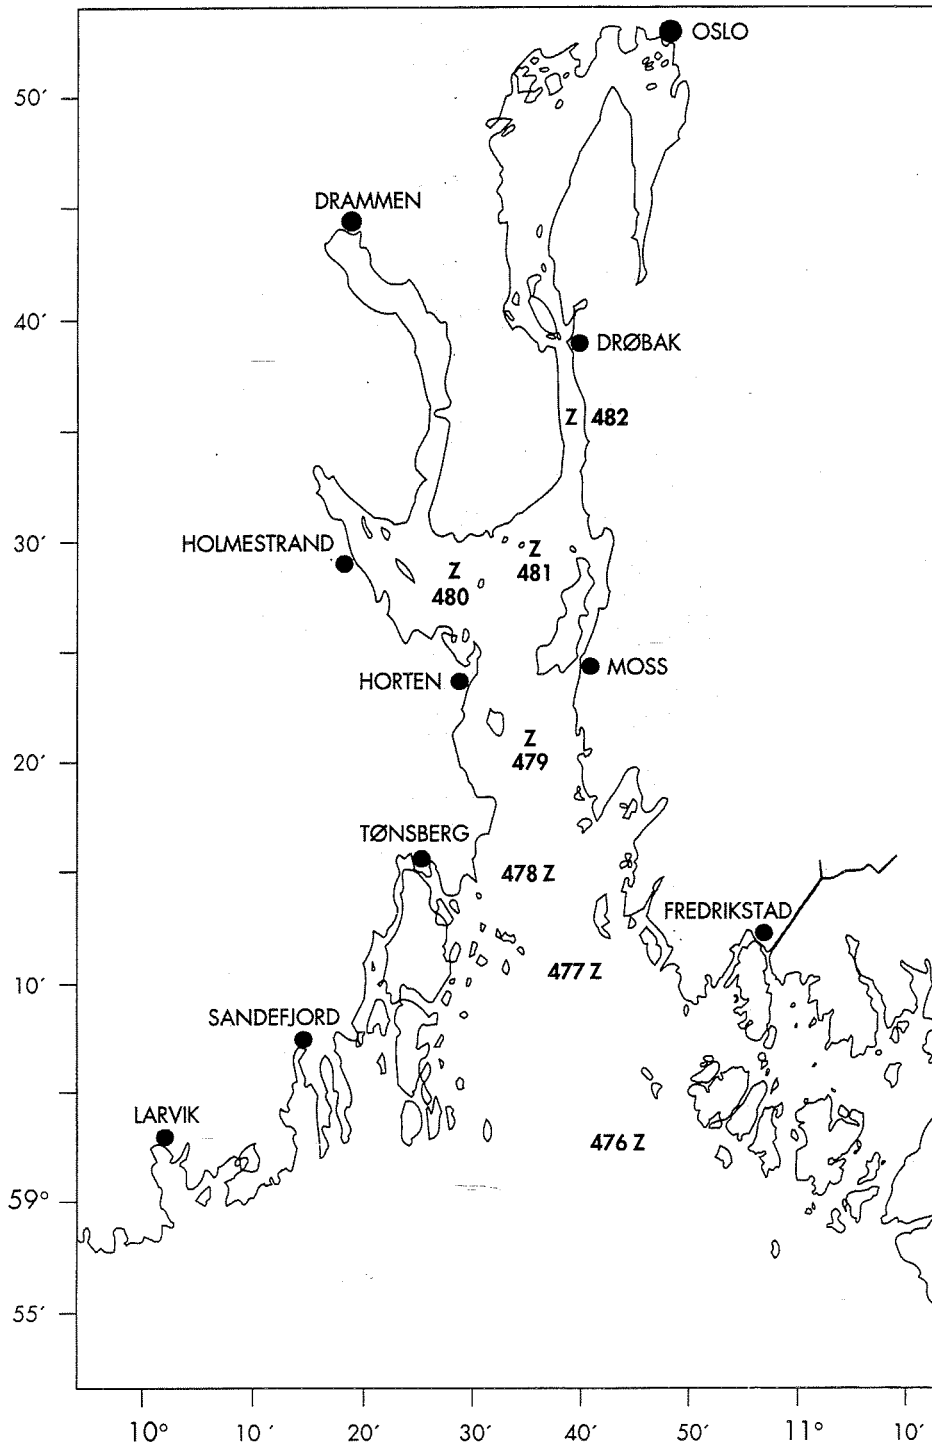 OSLO
50′
DRAMMEN
40′
DRØBAK
Z 482
30′
HOLMESTRAND
Z
481
Z
480
MOSS
HORTEN
Z
479
20′
TØNSBERG
478 Z
FREDRIKSTAD
477 Z
10′
SANDEFJORD
LARVIK
476 Z
59°
55′
10° 10′ 20′ 30′ 40′ 50′ 11° 10′